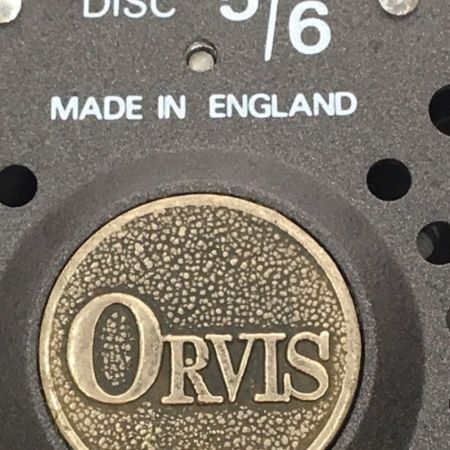 DISC 5/6
MADE IN ENGLAND
ORVIS